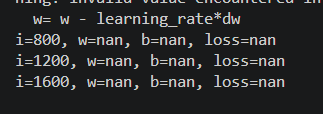 ning: invalid value encountered in
w= w - learning_rate*dw
i=800, w=nan, b=nan, loss=nan
i=1200, w=nan, b=nan, loss=nan
i=1600, w=nan, b=nan, loss=nan